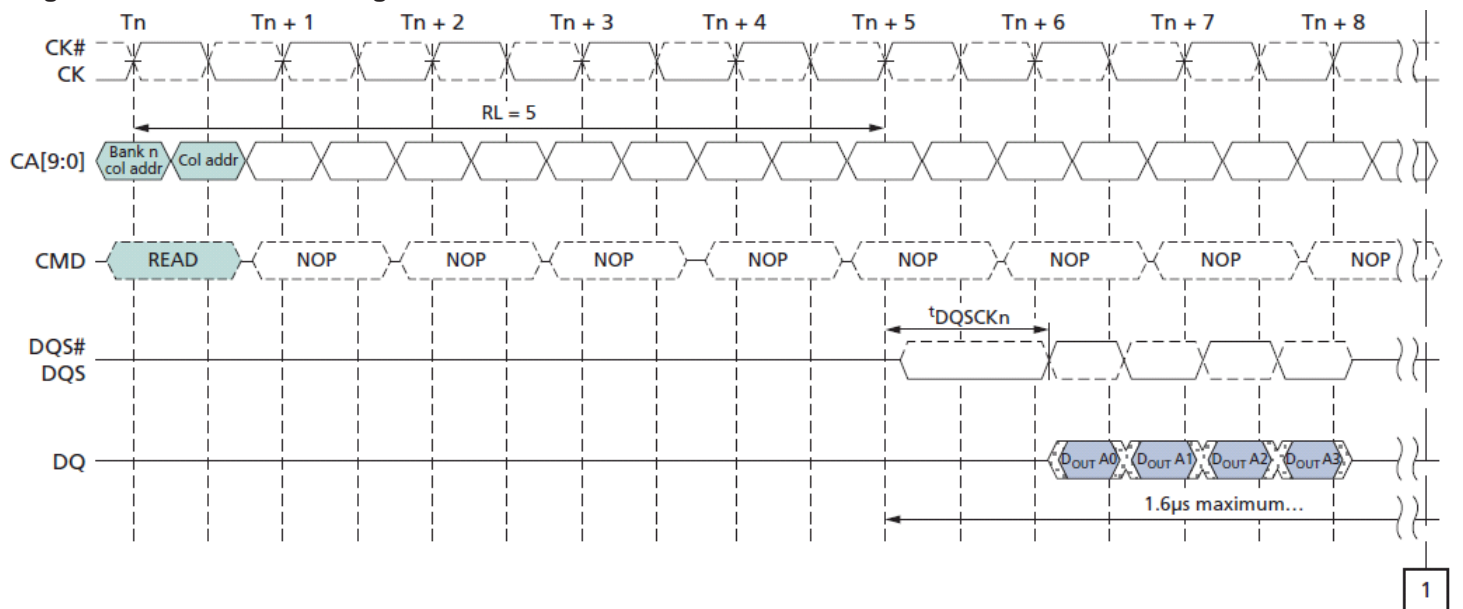 Tn Tn + 1 Tn + 2 Tn + 3 Tn + 4 Tn + 5 Tn + 6 Tn + 7 Tn + 8
CK#
CK
RL = 5
CA[9:0]
Bank n
col addr
Col addr
CMD READ NOP NOP NOP NOP NOP NOP NOP NOP
tDQSCKn
DQS#
DQS
DQ DOUT A0 DOUT A1 DOUT A2 DOUT A3
1.6µs maximum…
1